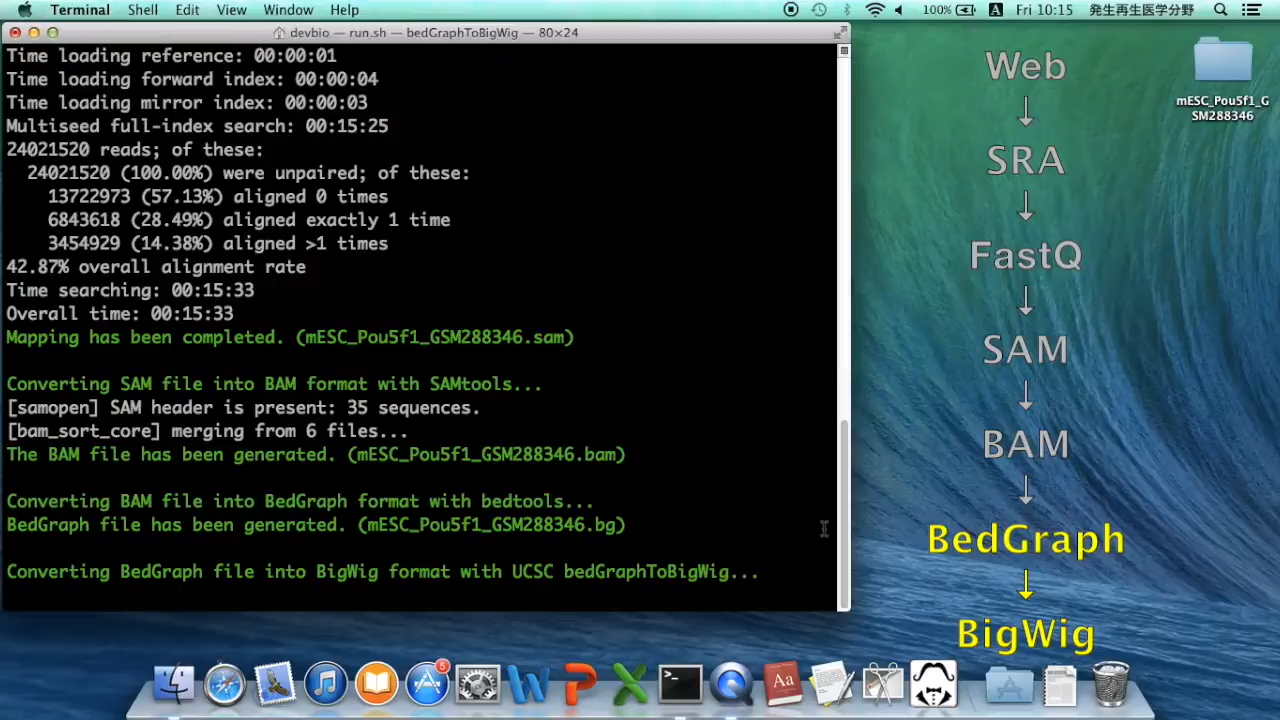 Terminal Shell Edit View Window Help
100% A Fri 10:15 発生再生医学分野
devbio — run.sh — bedGraphToBigWig — 80×24
Time loading reference: 00:00:01
Time loading forward index: 00:00:04
Time loading mirror index: 00:00:03
Multiseed full-index search: 00:15:25
24021520 reads; of these:
24021520 (100.00%) were unpaired; of these:
13722973 (57.13%) aligned 0 times
6843618 (28.49%) aligned exactly 1 time
3454929 (14.38%) aligned >1 times
42.87% overall alignment rate
Time searching: 00:15:33
Overall time: 00:15:33
Mapping has been completed. (mESC_Pou5f1_GSM288346.sam)
Converting SAM file into BAM format with SAMtools...
[samopen] SAM header is present: 35 sequences.
[bam_sort_core] merging from 6 files...
The BAM file has been generated. (mESC_Pou5f1_GSM288346.bam)
Converting BAM file into BedGraph format with bedtools...
BedGraph file has been generated. (mESC_Pou5f1_GSM288346.bg)
Converting BedGraph file into BigWig format with UCSC bedGraphToBigWig...
Web
↓
SRA
↓
FastQ
↓
SAM
↓
BAM
↓
BedGraph
↓
BigWig
mESC_Pou5f1_G
SM288346
5
W
P
X
>_
Aa